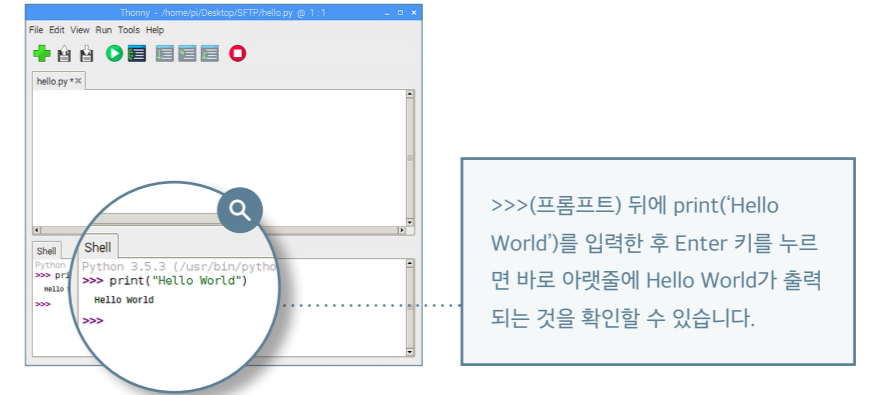 Thonny - /home/pi/Desktop/SFTP/hello.py @ 1 : 1
File Edit View Run Tools Help
hello.py *
Shell
Python
>>> pri
Hello
>>>
Shell
Python 3.5.3 (/usr/bin/pytho
>>> print("Hello World")
Hello World
>>>
>>>(프롬프트) 뒤에 print(‘Hello
World’)를 입력한 후 Enter 키를 누르
면 바로 아랫줄에 Hello World가 출력
되는 것을 확인할 수 있습니다.